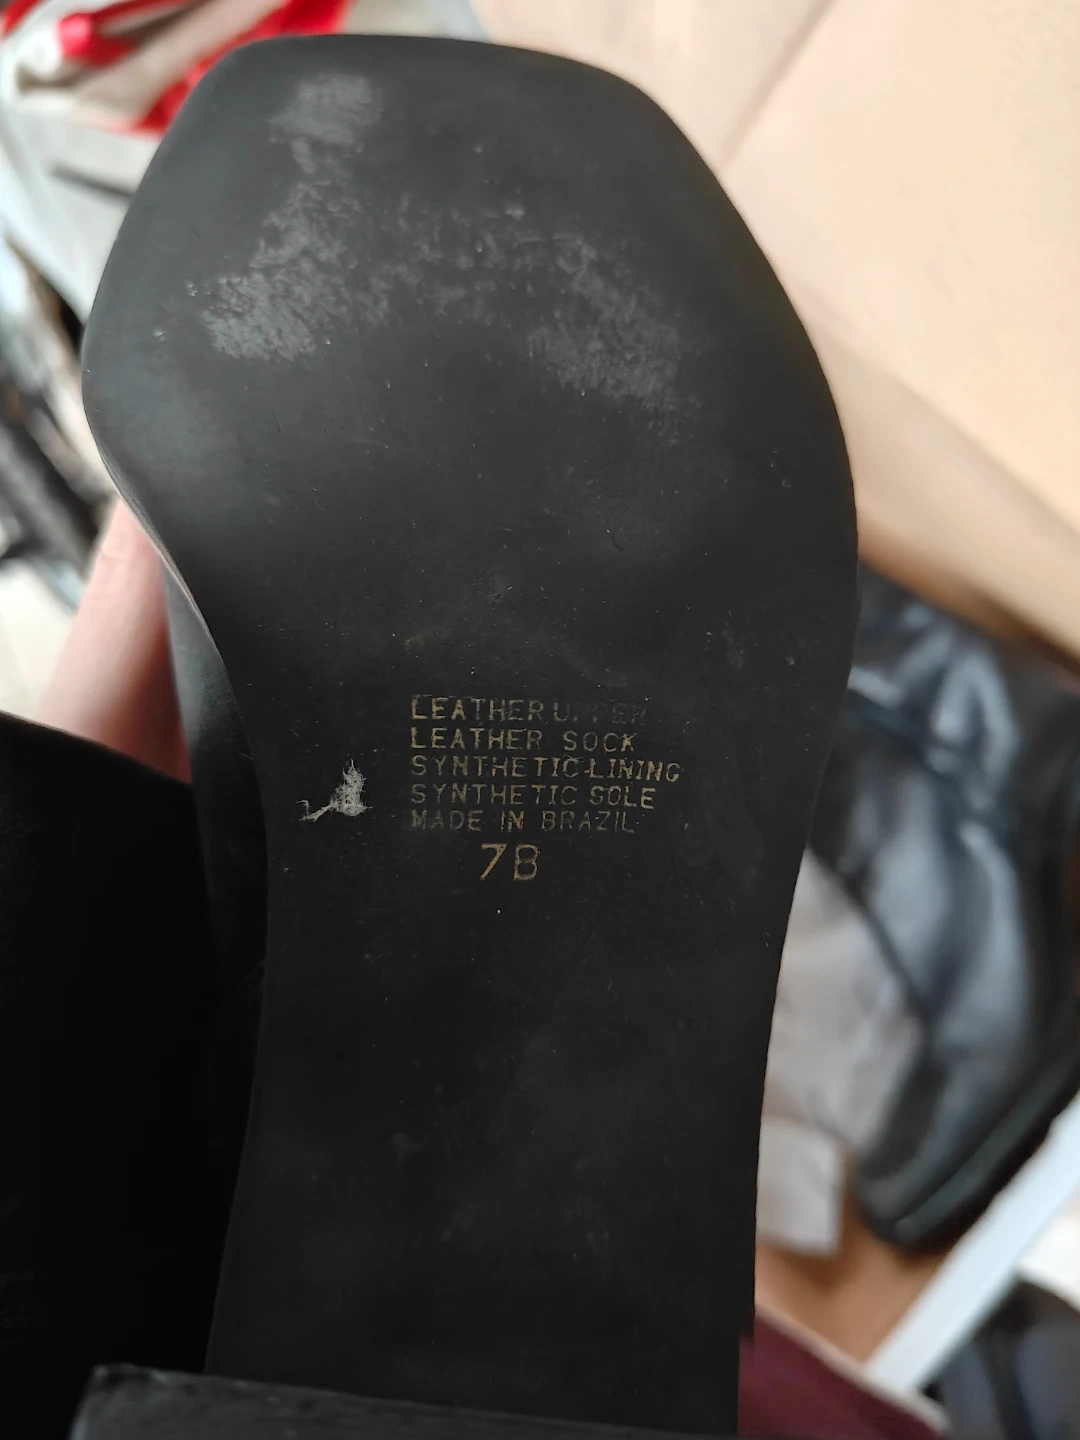 LEATHER UPPER
LEATHER SOCK
SYNTHETIC LINING
SYNTHETIC SOLE
MADE IN BRAZIL
7B